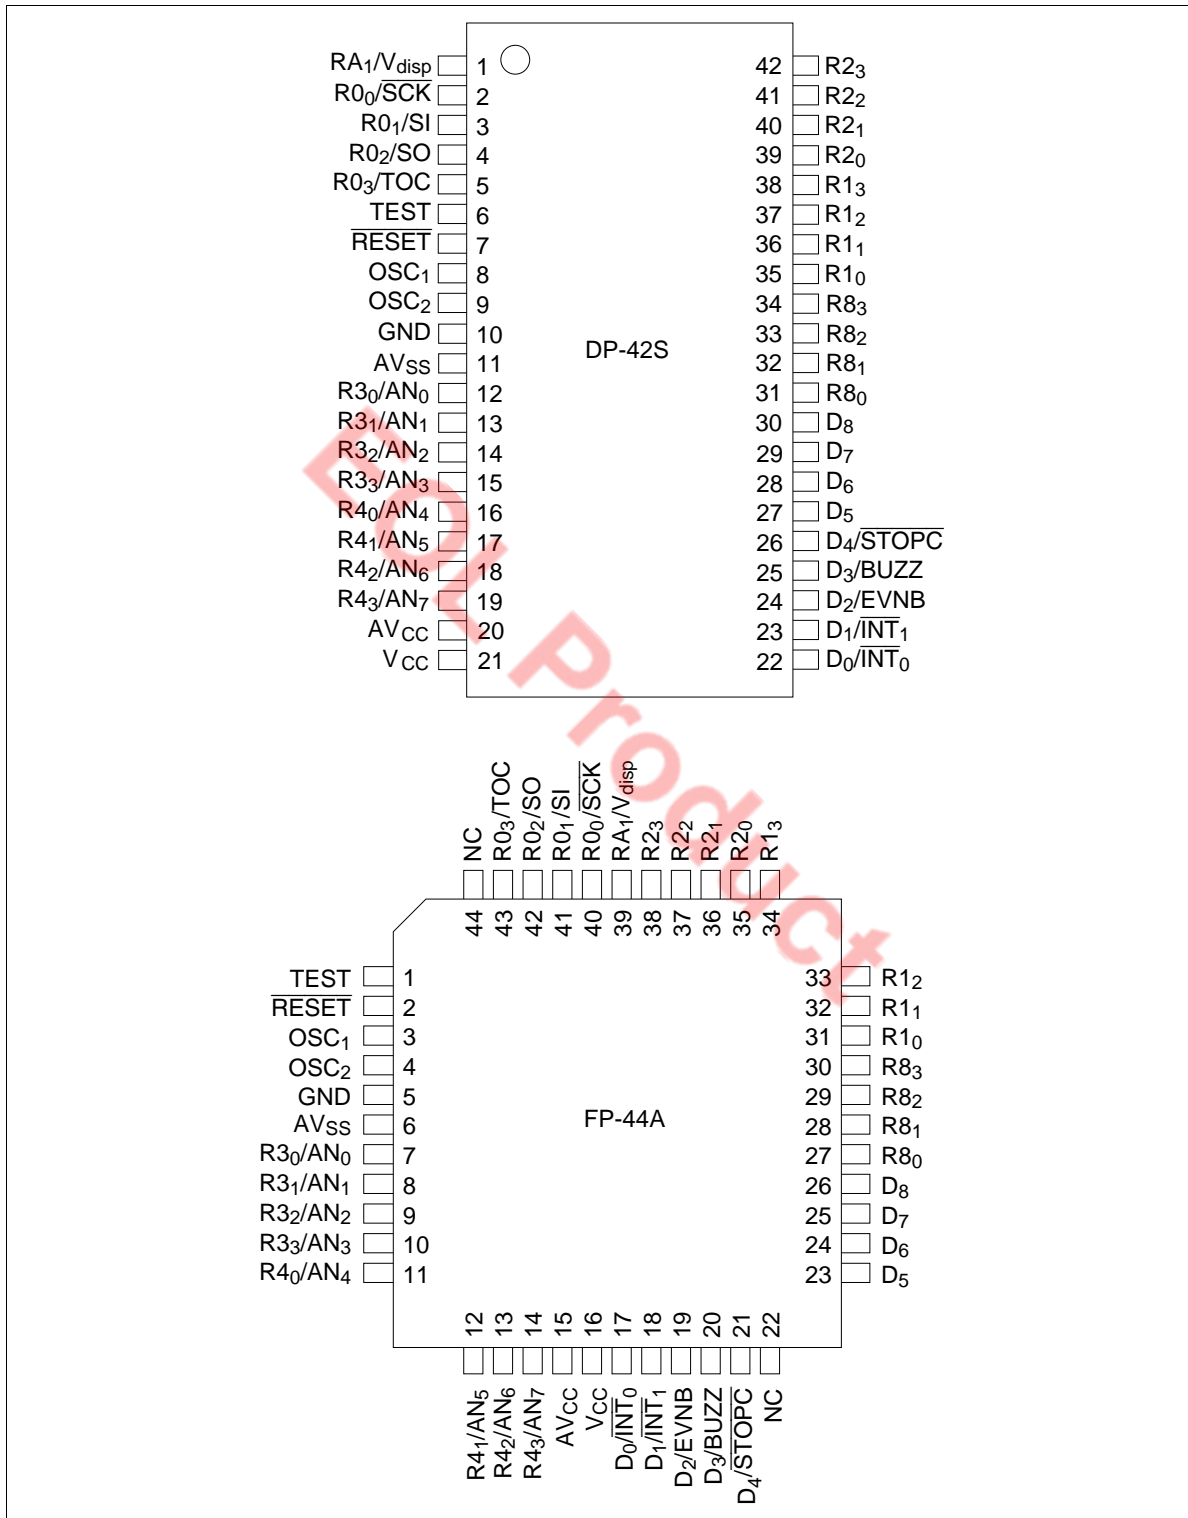 RA1/Vdisp 1
R00/SCK 2
R01/SI 3
R02/SO 4
R03/TOC 5
TEST 6
RESET 7
OSC1 8
OSC2 9
GND 10
AVSS 11
R30/AN0 12
R31/AN1 13
R32/AN2 14
R33/AN3 15
R40/AN4 16
R41/AN5 17
R42/AN6 18
R43/AN7 19
AVCC 20
VCC 21
DP-42S
42 R23
41 R22
40 R21
39 R20
38 R13
37 R12
36 R11
35 R10
34 R83
33 R82
32 R81
31 R80
30 D8
29 D7
28 D6
27 D5
26 D4/STOPC
25 D3/BUZZ
24 D2/EVNB
23 D1/INT1
22 D0/INT0
EOL Product
NC 44
R03/TOC 43
R02/SO 42
R01/SI 41
R00/SCK 40
RA1/Vdisp 39
R23 38
R22 37
R21 36
R20 35
R13 34
TEST 1
RESET 2
OSC1 3
OSC2 4
GND 5
AVSS 6
R30/AN0 7
R31/AN1 8
R32/AN2 9
R33/AN3 10
R40/AN4 11
FP-44A
33 R12
32 R11
31 R10
30 R83
29 R82
28 R81
27 R80
26 D8
25 D7
24 D6
23 D5
12 R41/AN5
13 R42/AN6
14 R43/AN7
15 AVCC
16 VCC
17 D0/INT0
18 D1/INT1
19 D2/EVNB
20 D3/BUZZ
21 D4/STOPC
22 NC